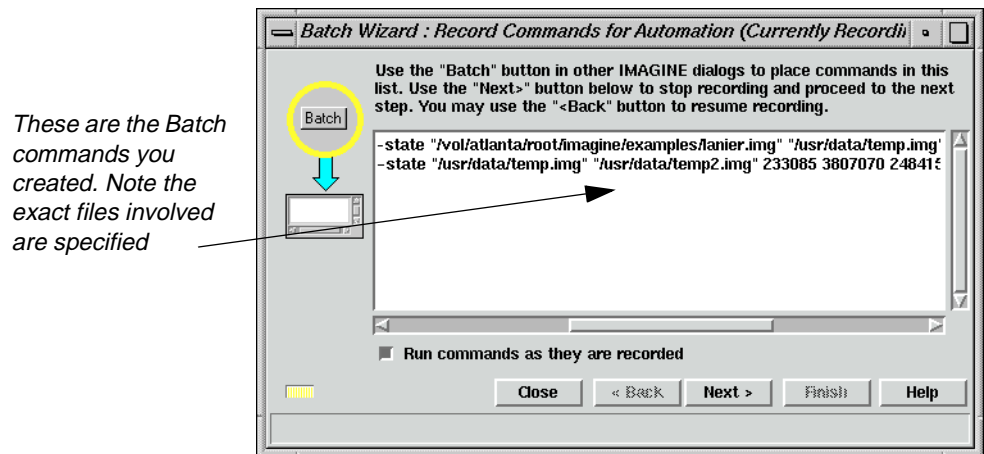 Batch Wizard : Record Commands for Automation (Currently Recordi
Use the "Batch" button in other IMAGINE dialogs to place commands in this
list. Use the "Next>" button below to stop recording and proceed to the next
step. You may use the "<Back" button to resume recording.
Batch
These are the Batch
commands you
created. Note the
exact files involved
are specified
-state "/vol/atlanta/root/imagine/examples/lanier.img" "/usr/data/temp.img"
-state "/usr/data/temp.img" "/usr/data/temp2.img" 233085 3807070 248415
Run commands as they are recorded
Close
< Back
Next >
Finish
Help